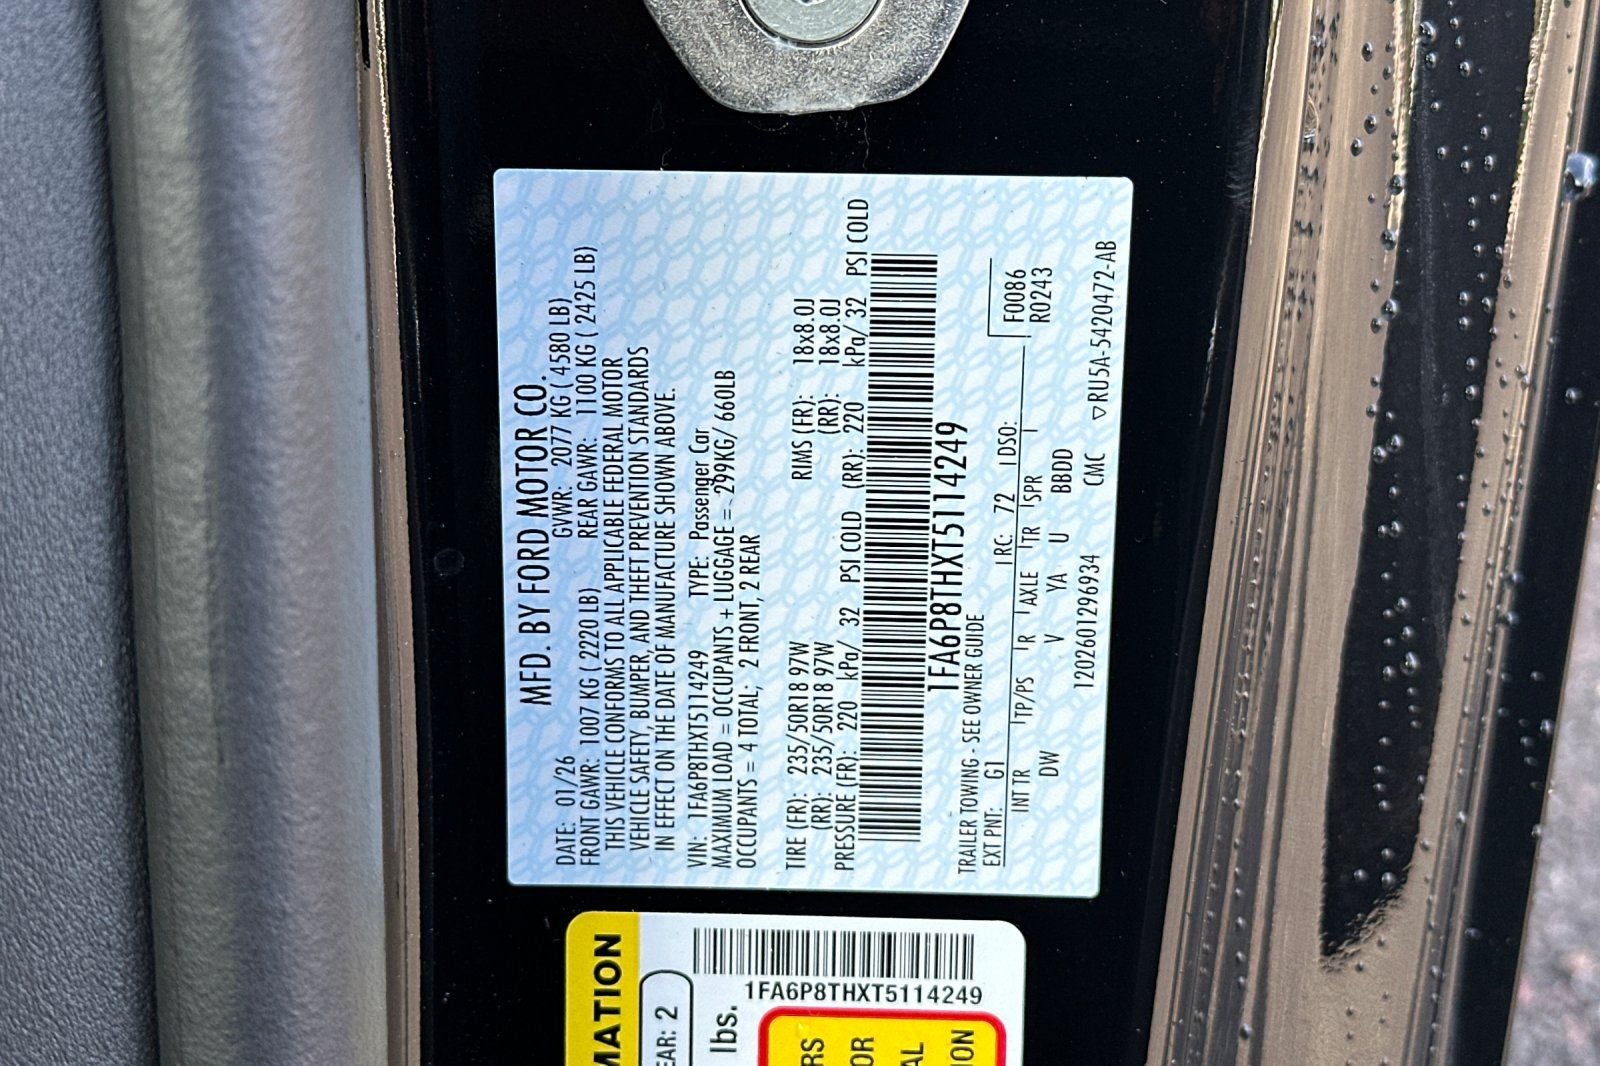 MFD. BY FORD MOTOR CO.
DATE: 01/26 GVWR: 2077 KG ( 4580 LB)
FRONT GAWR: 1007 KG ( 2220 LB) REAR GAWR: 1100 KG ( 2425 LB)
THIS VEHICLE CONFORMS TO ALL APPLICABLE FEDERAL MOTOR
VEHICLE SAFETY, BUMPER, AND THEFT PREVENTION STANDARDS
IN EFFECT ON THE DATE OF MANUFACTURE SHOWN ABOVE.
VIN: 1FA6P8THXT5114249 TYPE: Passenger Car
MAXIMUM LOAD = OCCUPANTS + LUGGAGE = 299KG/ 660LB
OCCUPANTS = 4 TOTAL; 2 FRONT, 2 REAR
TIRE (FR): 235/50R18 97W RIMS (FR): 18x8.0J
(RR): 235/50R18 97W (RR): 18x8.0J
PRESSURE (FR): 220 kPa/ 32 PSI COLD (RR): 220 kPa/ 32 PSI COLD
1FA6P8THXT5114249
TRAILER TOWING - SEE OWNER GUIDE
EXT PNT: G1 RC: 72 DSO: F0086
INT TR TP/PS R AXLE TR SPR R0243
DW V YA U BBDD
1202601296934 CMC ▽RU5A-5420472-AB
MATION
EAR: 2
lbs.
1FA6P8THXT5114249
ERS
OR
AL
ION